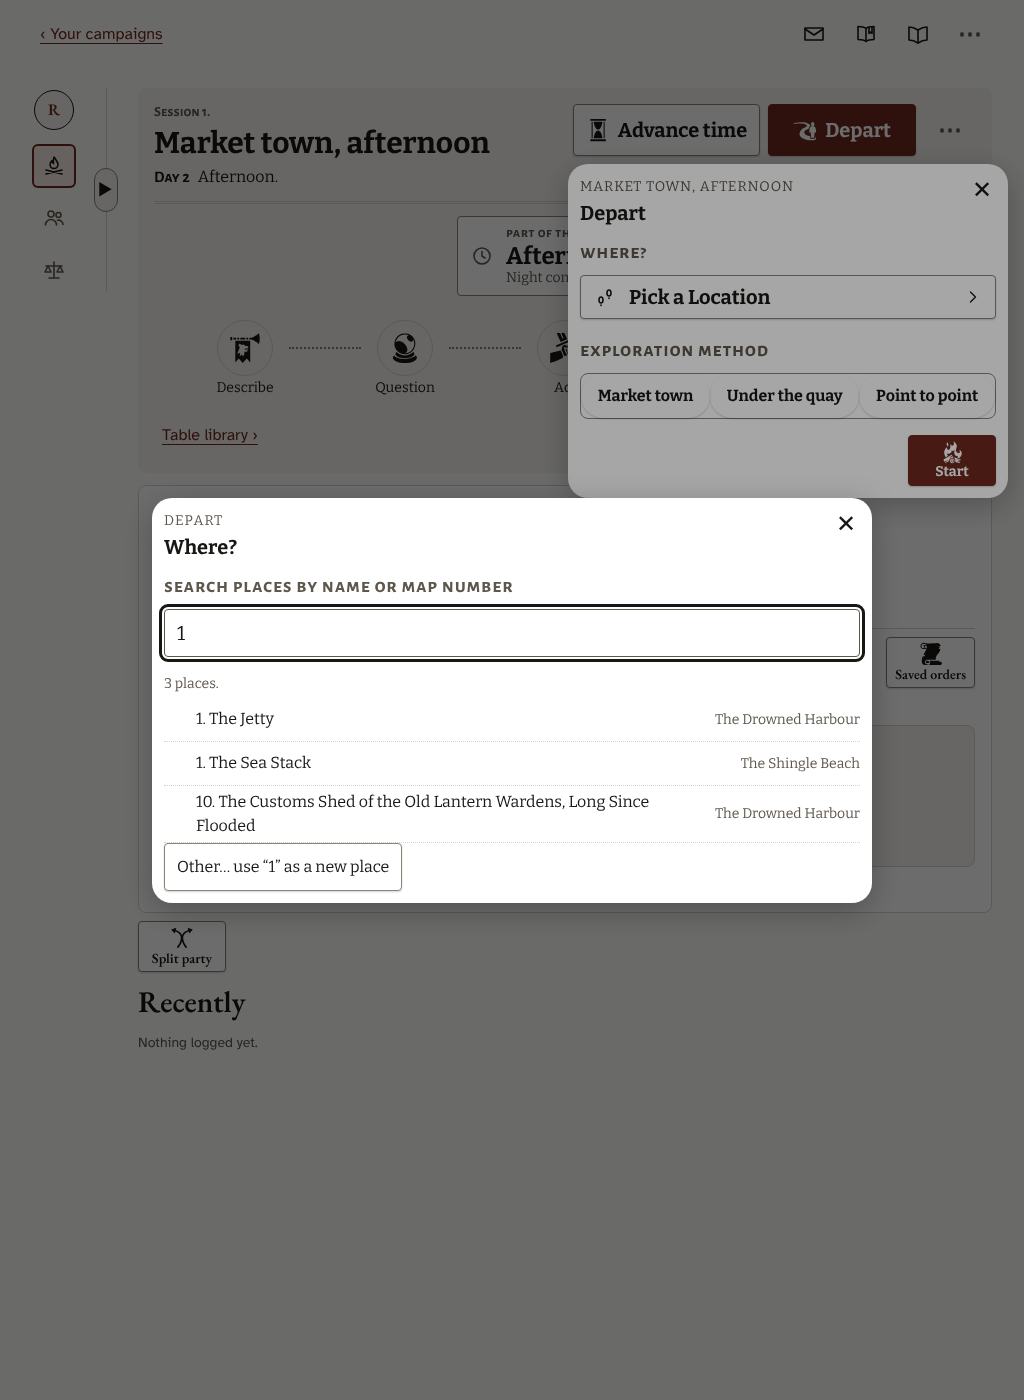 ‹ Your campaigns
R
SESSION 1.
Market town, afternoon
DAY 2 Afternoon.
Advance time
Depart
PART OF TH
After
Night con
Describe
Question
Table library ›
MARKET TOWN, AFTERNOON
Depart
WHERE?
Pick a Location
EXPLORATION METHOD
Market town
Under the quay
Point to point
Start
DEPART
Where?
SEARCH PLACES BY NAME OR MAP NUMBER
1
3 places.
1. The Jetty
The Drowned Harbour
1. The Sea Stack
The Shingle Beach
10. The Customs Shed of the Old Lantern Wardens, Long Since
Flooded
The Drowned Harbour
Other… use “1” as a new place
Saved orders
Split party
Recently
Nothing logged yet.